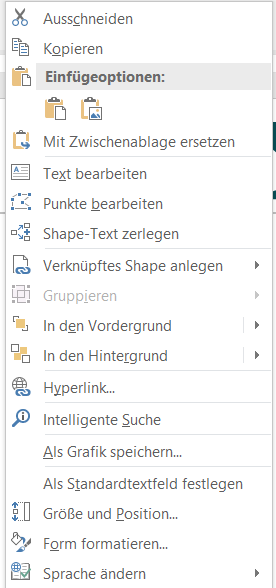 Ausschneiden
Kopieren
Einfügeoptionen:
Mit Zwischenablage ersetzen
Text bearbeiten
Punkte bearbeiten
Shape-Text zerlegen
Verknüpftes Shape anlegen
Gruppieren
In den Vordergrund
In den Hintergrund
Hyperlink...
Intelligente Suche
Als Grafik speichern...
Als Standardtextfeld festlegen
Größe und Position...
Form formatieren...
Sprache ändern